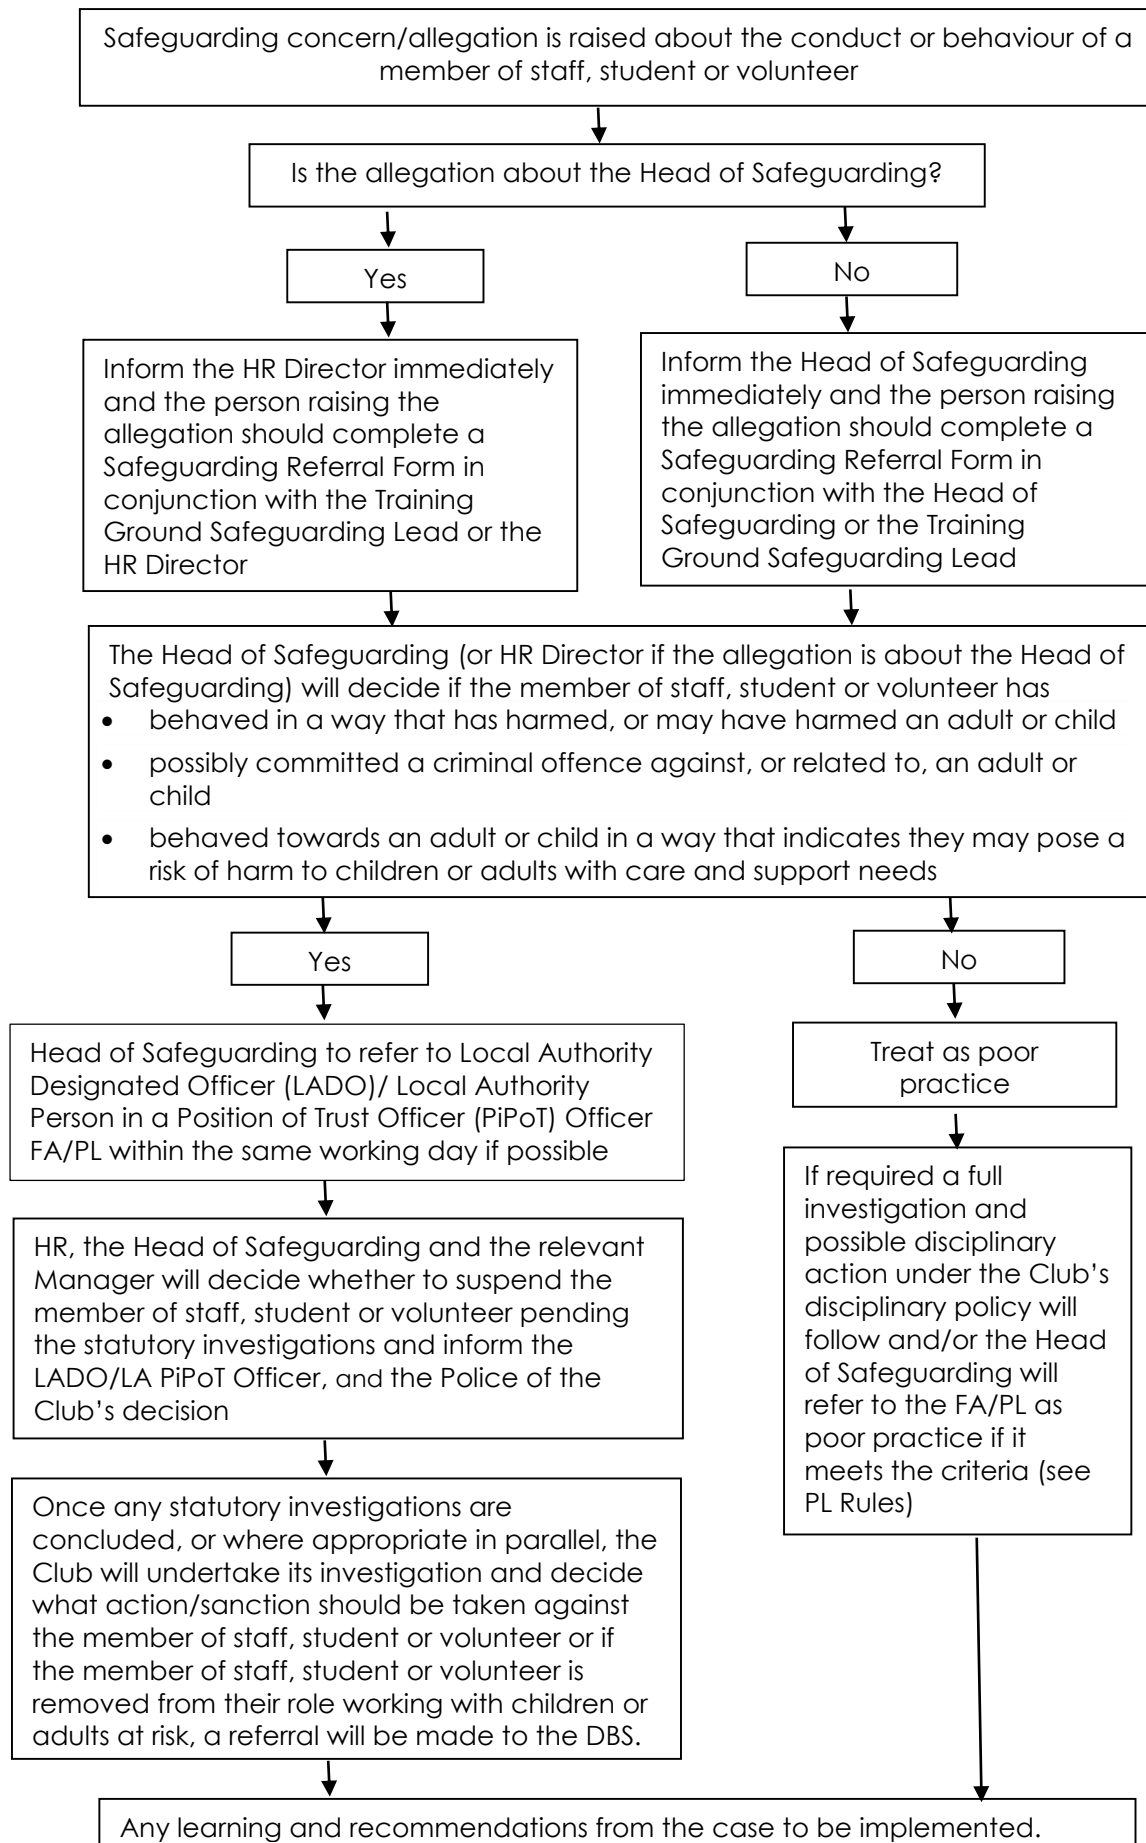 Safeguarding concern/allegation is raised about the conduct or behaviour of a
member of staff, student or volunteer
Is the allegation about the Head of Safeguarding?
Yes
No
Inform the HR Director immediately
and the person raising the
allegation should complete a
Safeguarding Referral Form in
conjunction with the Training
Ground Safeguarding Lead or the
HR Director
Inform the Head of Safeguarding
immediately and the person raising
the allegation should complete a
Safeguarding Referral Form in
conjunction with the Head of
Safeguarding or the Training
Ground Safeguarding Lead
The Head of Safeguarding (or HR Director if the allegation is about the Head of
Safeguarding) will decide if the member of staff, student or volunteer has
• behaved in a way that has harmed, or may have harmed an adult or child
• possibly committed a criminal offence against, or related to, an adult or
child
• behaved towards an adult or child in a way that indicates they may pose a
risk of harm to children or adults with care and support needs
Yes
No
Head of Safeguarding to refer to Local Authority
Designated Officer (LADO)/ Local Authority
Person in a Position of Trust Officer (PiPoT) Officer
FA/PL within the same working day if possible
Treat as poor
practice
HR, the Head of Safeguarding and the relevant
Manager will decide whether to suspend the
member of staff, student or volunteer pending
the statutory investigations and inform the
LADO/LA PiPoT Officer, and the Police of the
Club's decision
If required a full
investigation and
possible disciplinary
action under the Club's
disciplinary policy will
follow and/or the Head
of Safeguarding will
refer to the FA/PL as
poor practice if it
meets the criteria (see
PL Rules)
Once any statutory investigations are
concluded, or where appropriate in parallel, the
Club will undertake its investigation and decide
what action/sanction should be taken against
the member of staff, student or volunteer or if
the member of staff, student or volunteer is
removed from their role working with children or
adults at risk, a referral will be made to the DBS.
Any learning and recommendations from the case to be implemented.